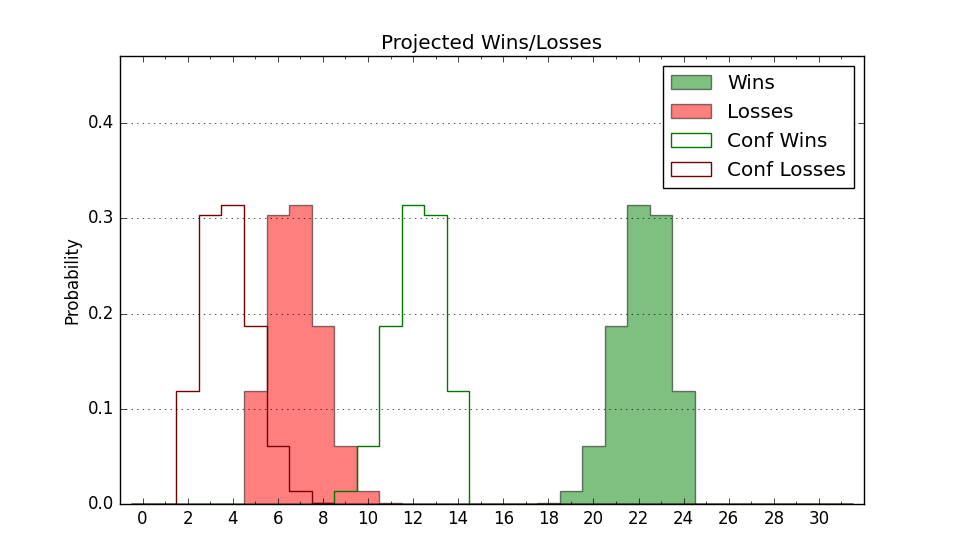 Projected Wins/Losses
Wins
Losses
Conf Wins
Conf Losses
Probability
0.4
0.3
0.2
0.1
0.0
0 2 4 6 8 10 12 14 16 18 20 22 24 26 28 30